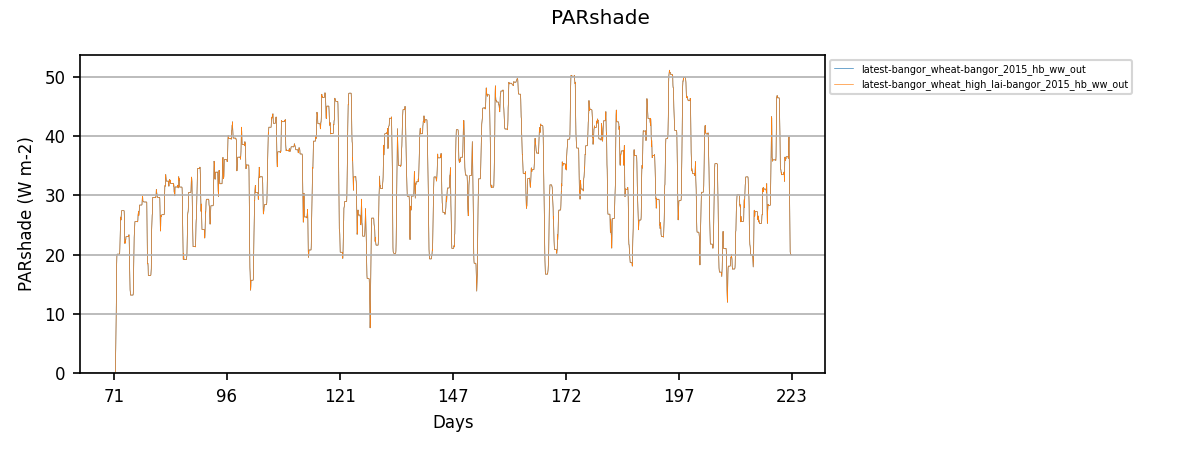 PARshade
latest-bangor_wheat-bangor_2015_hb_ww_out
latest-bangor_wheat_high_lai-bangor_2015_hb_ww_out
PARshade (W m-2)
50
40
30
20
10
0
71 96 121 147 172 197 223
Days